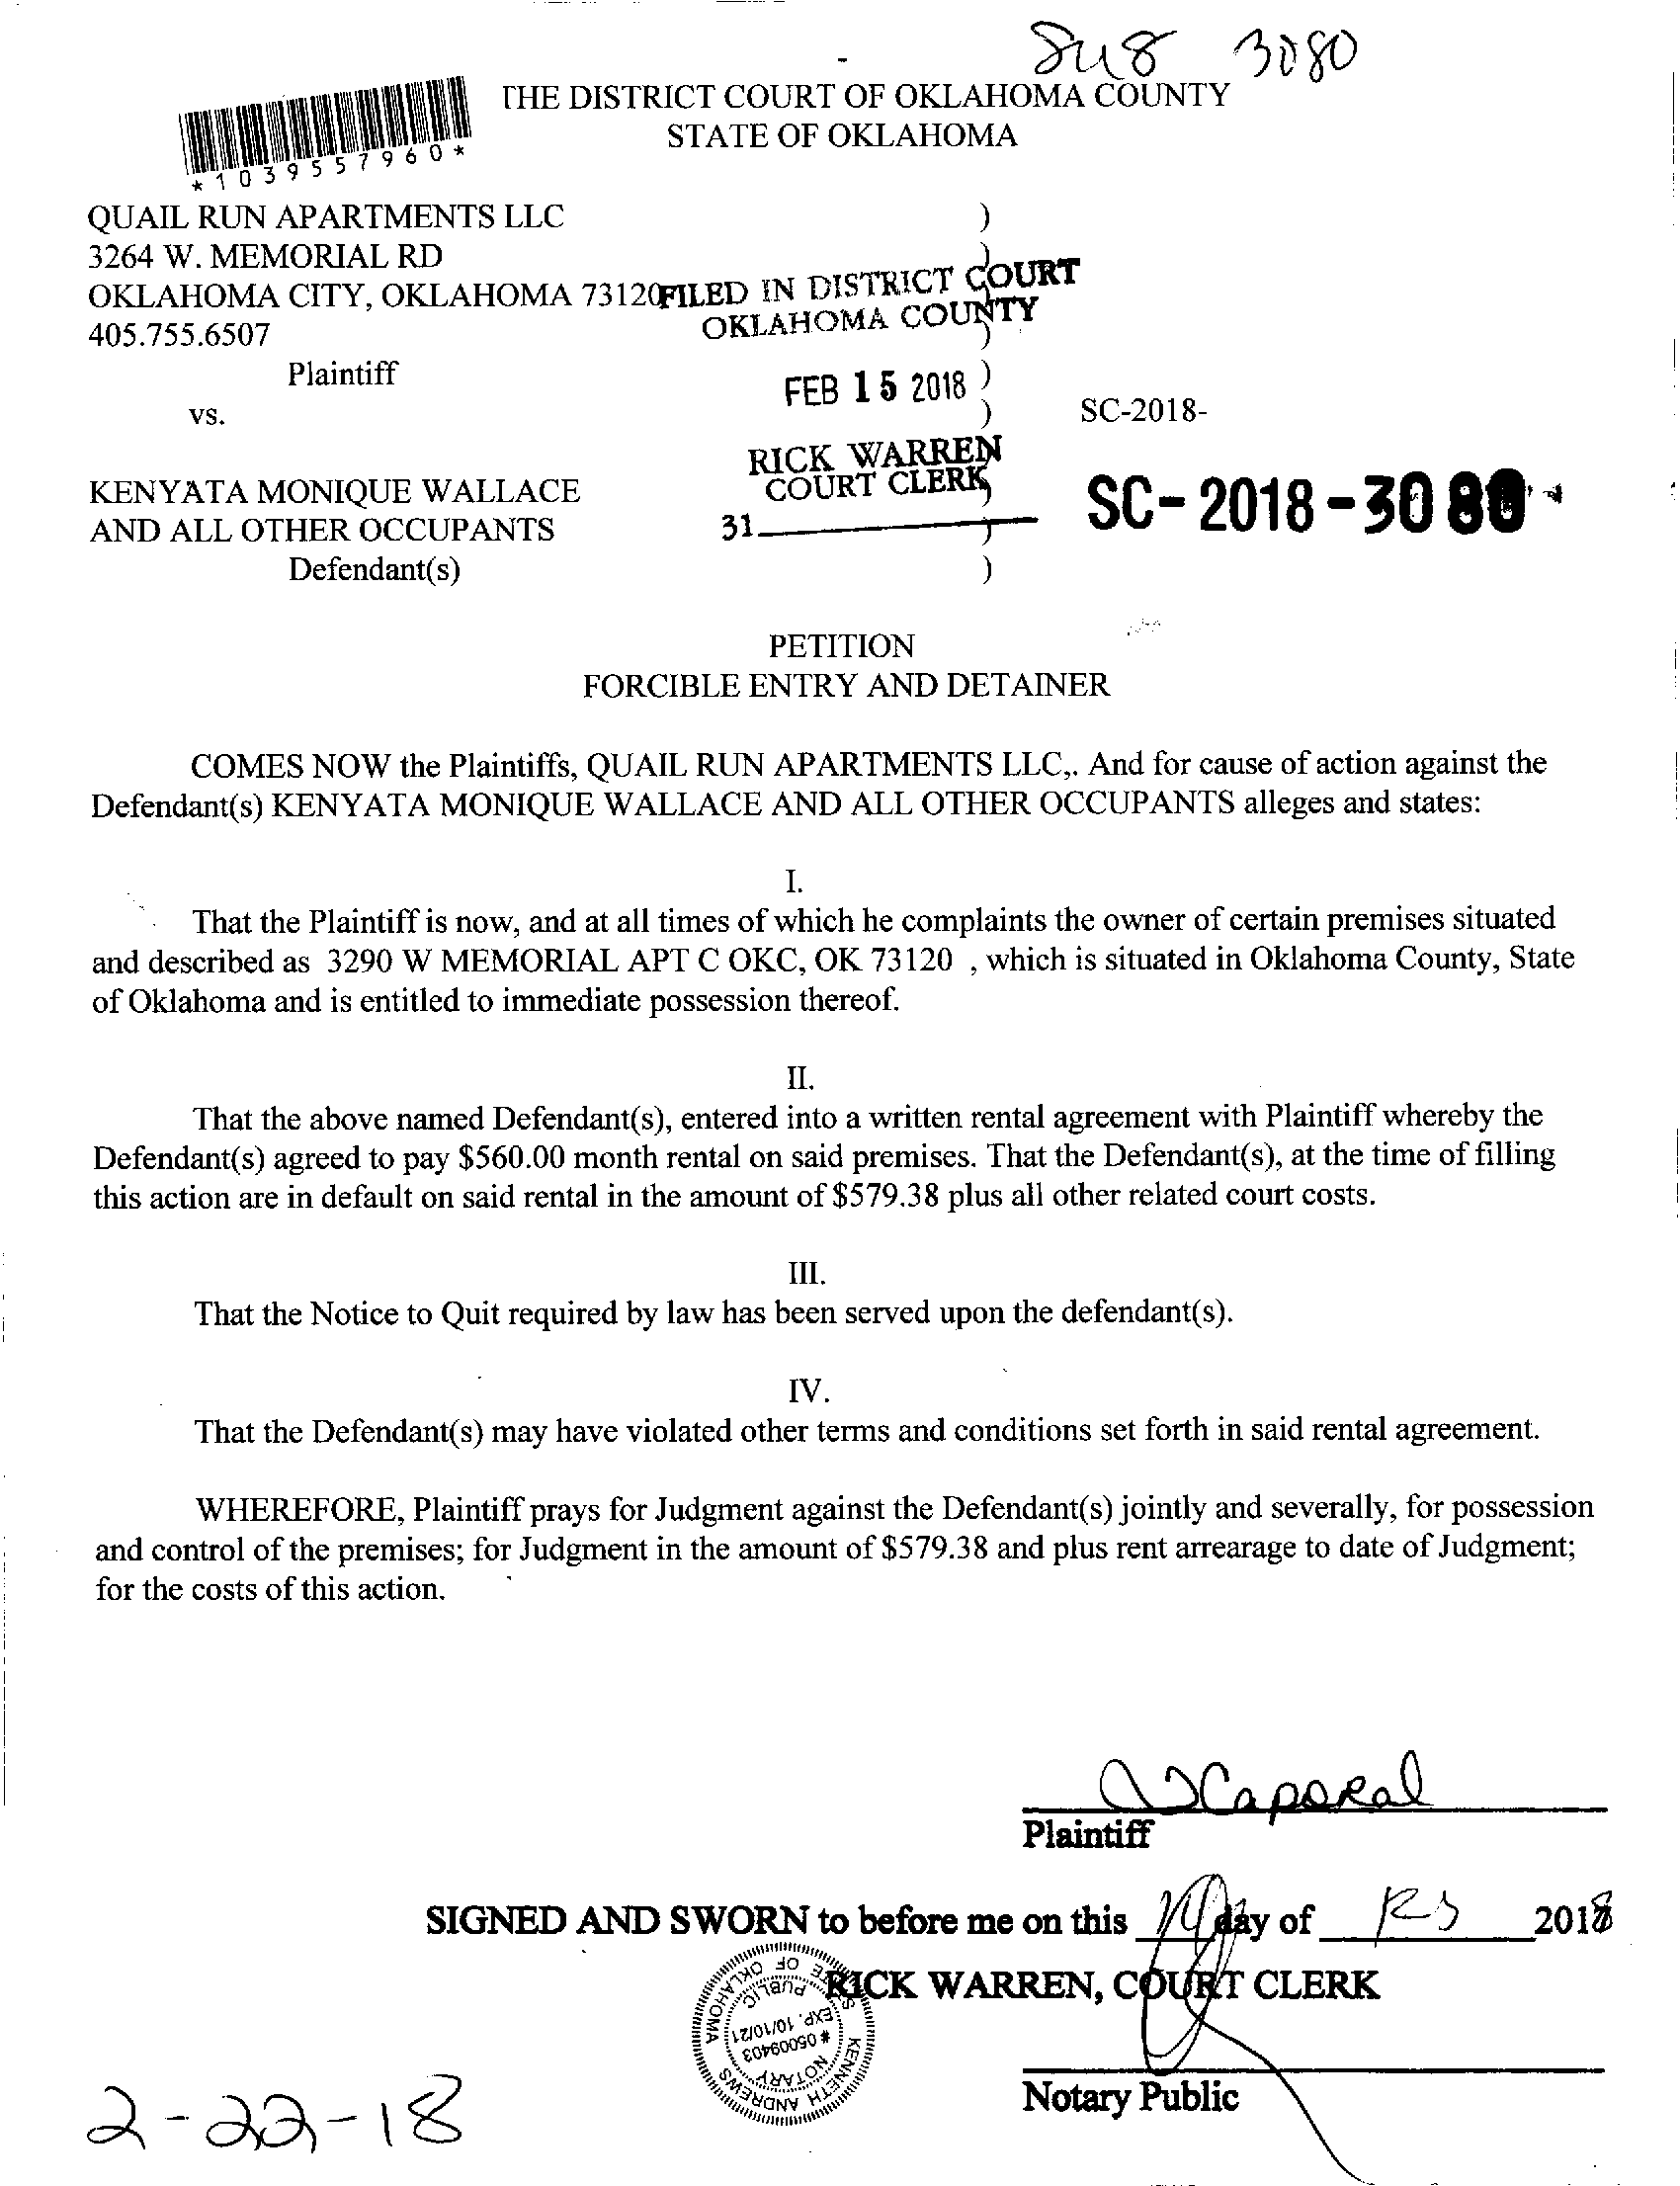 3080
THE DISTRICT COURT OF OKLAHOMA COUNTY
STATE OF OKLAHOMA
*1039557960*
QUAIL RUN APARTMENTS LLC )
3264 W. MEMORIAL RD )
OKLAHOMA CITY, OKLAHOMA 73120
405.755.6507 )
Plaintiff )
vs. ) SC-2018-
FILED IN DISTRICT COURT
OKLAHOMA COUNTY
FEB 15 2018
RICK WARREN
COURT CLERK
31
SC-2018-3080
KENYATA MONIQUE WALLACE )
AND ALL OTHER OCCUPANTS )
Defendant(s) )
PETITION
FORCIBLE ENTRY AND DETAINER
COMES NOW the Plaintiffs, QUAIL RUN APARTMENTS LLC,. And for cause of action against the
Defendant(s) KENYATA MONIQUE WALLACE AND ALL OTHER OCCUPANTS alleges and states:
I.
That the Plaintiff is now, and at all times of which he complaints the owner of certain premises situated
and described as 3290 W MEMORIAL APT C OKC, OK 73120 , which is situated in Oklahoma County, State
of Oklahoma and is entitled to immediate possession thereof.
II.
That the above named Defendant(s), entered into a written rental agreement with Plaintiff whereby the
Defendant(s) agreed to pay $560.00 month rental on said premises. That the Defendant(s), at the time of filling
this action are in default on said rental in the amount of $579.38 plus all other related court costs.
III.
That the Notice to Quit required by law has been served upon the defendant(s).
IV.
That the Defendant(s) may have violated other terms and conditions set forth in said rental agreement.
WHEREFORE, Plaintiff prays for Judgment against the Defendant(s) jointly and severally, for possession
and control of the premises; for Judgment in the amount of $579.38 and plus rent arrearage to date of Judgment;
for the costs of this action.
Caporal
Plaintiff
SIGNED AND SWORN to before me on this day of 2018
RICK WARREN, COURT CLERK
KENNETH ANDREWS
NOTARY
# 05009403
EXP. 10/10/21
PUBLIC
OF OKLAHOMA
Notary Public
2-22-18